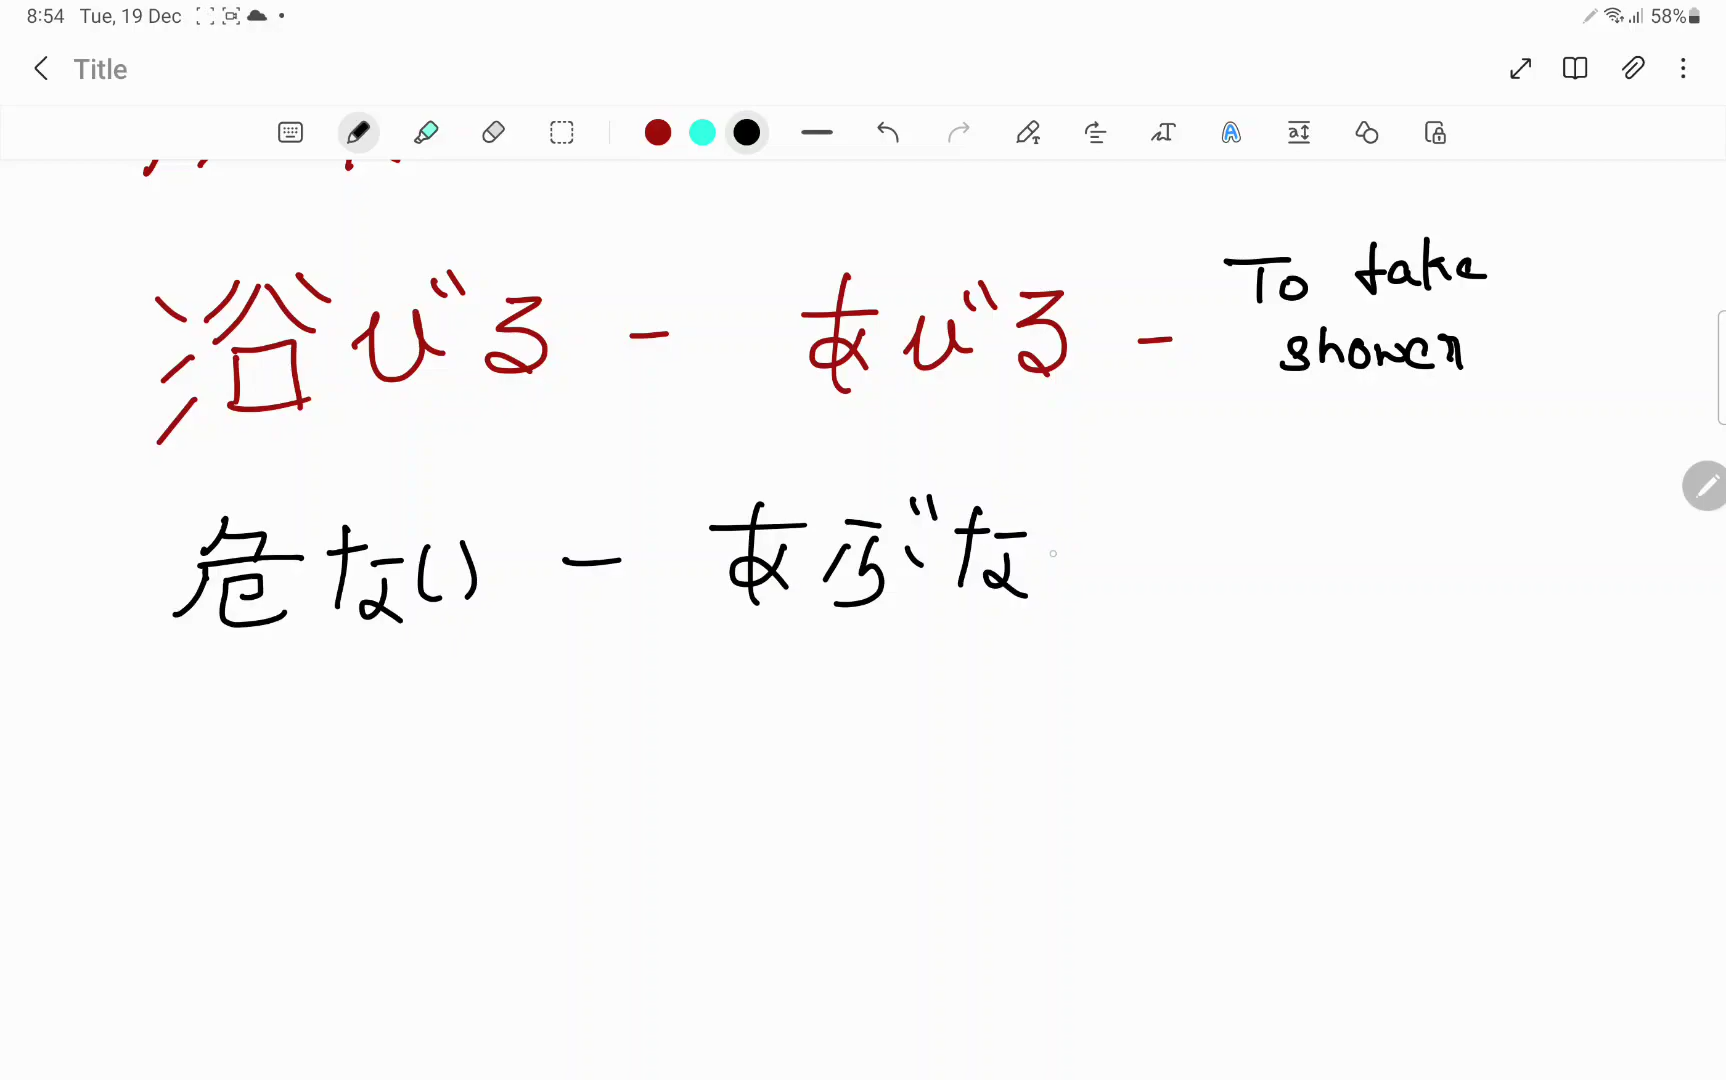 8:54 Tue, 19 Dec
58%
Title
浴びる - あびる - To take
shower
危ない - あぶな